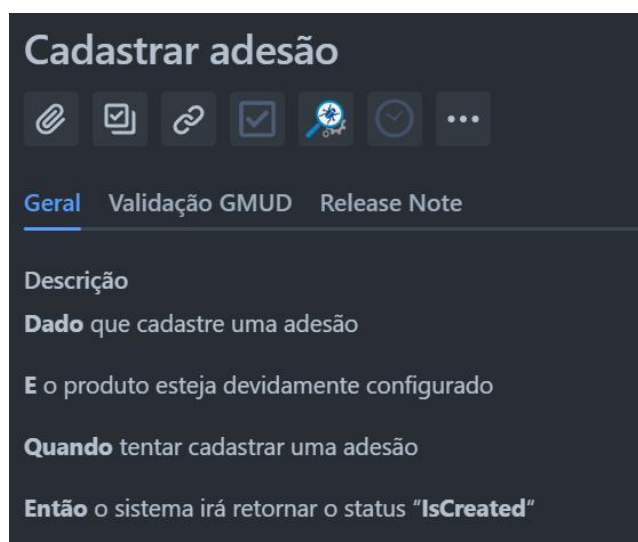 Cadastrar adesão
Geral Validação GMUD Release Note
Descrição
Dado que cadastre uma adesão
E o produto esteja devidamente configurado
Quando tentar cadastrar uma adesão
Então o sistema irá retornar o status “IsCreated“